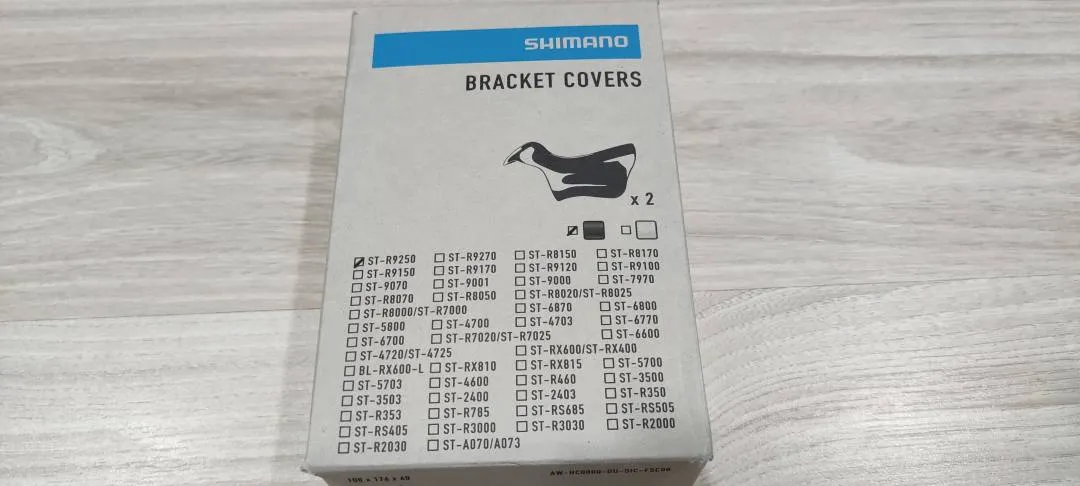 SHIMANO
BRACKET COVERS
x 2
ST-R9250 ST-R9270 ST-R8150 ST-R8170
ST-R9150 ST-R9170 ST-R9120 ST-R9100
ST-9070 ST-9001 ST-9000 ST-7970
ST-R8070 ST-R8050 ST-R8020/ST-R8025
ST-R8000/ST-R7000 ST-6870 ST-6800
ST-5800 ST-4700 ST-4703 ST-6770
ST-6700 ST-R7020/ST-R7025 ST-6600
ST-4720/ST-4725 ST-RX600/ST-RX400
BL-RX600-L ST-RX810 ST-RX815 ST-5700
ST-5703 ST-4600 ST-R460 ST-3500
ST-3503 ST-2400 ST-2403 ST-R350
ST-R353 ST-R785 ST-RS685 ST-RS505
ST-RS405 ST-R3000 ST-R3030 ST-R2000
ST-R2030 ST-A070/A073